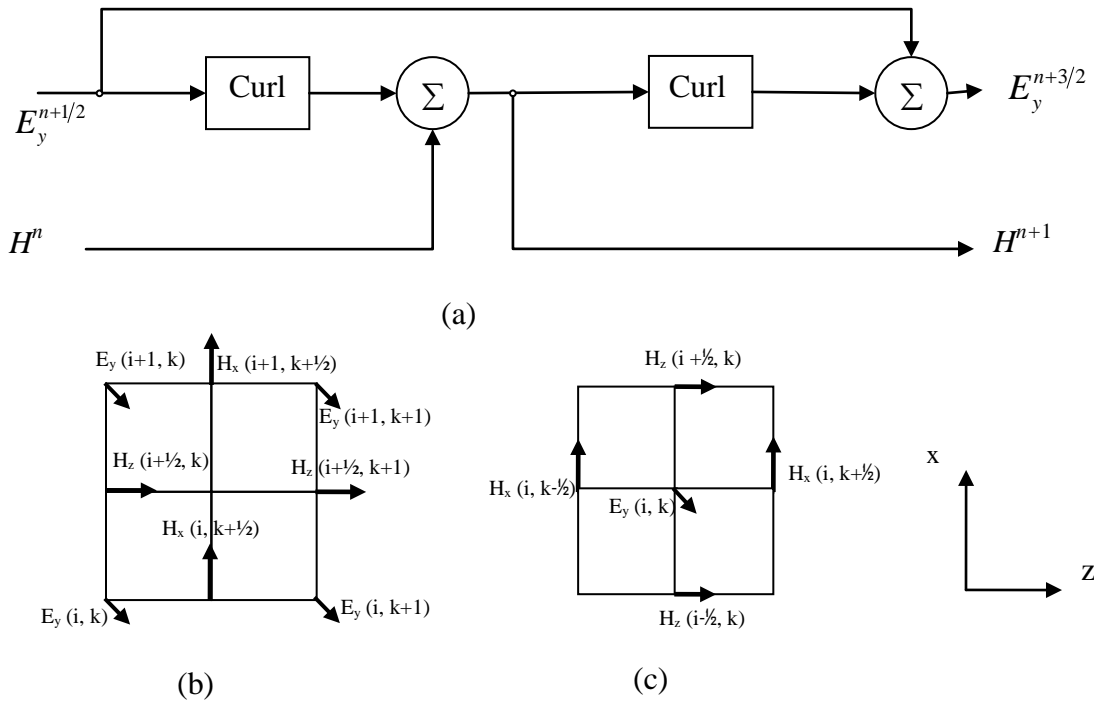 Curl
Σ
Curl
Σ
E_y^{n+1/2}
E_y^{n+3/2}
H^n
H^{n+1}
(a)
E_y (i+1, k)
H_x (i+1, k+½)
E_y (i+1, k+1)
H_z (i+½, k)
H_z (i+½, k+1)
H_x (i, k+½)
E_y (i, k)
E_y (i, k+1)
(b)
H_z (i +½, k)
H_x (i, k-½)
E_y (i, k)
H_x (i, k+½)
H_z (i-½, k)
(c)
x
z